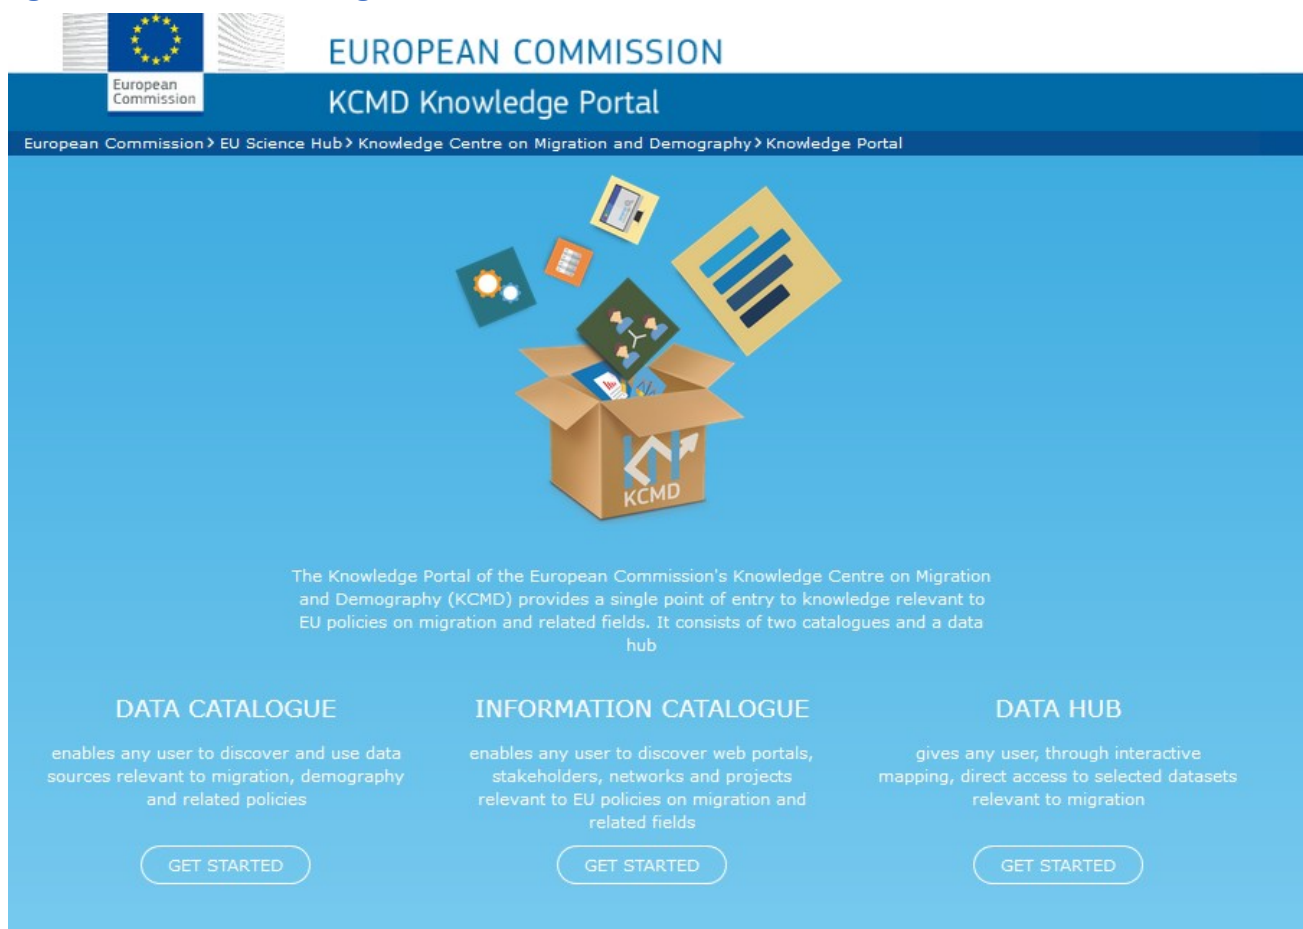 EUROPEAN COMMISSION
European
Commission
KCMD Knowledge Portal
European Commission > EU Science Hub > Knowledge Centre on Migration and Demography > Knowledge Portal
KCMD
The Knowledge Portal of the European Commission's Knowledge Centre on Migration
and Demography (KCMD) provides a single point of entry to knowledge relevant to
EU policies on migration and related fields. It consists of two catalogues and a data
hub
DATA CATALOGUE
enables any user to discover and use data
sources relevant to migration, demography
and related policies
GET STARTED
INFORMATION CATALOGUE
enables any user to discover web portals,
stakeholders, networks and projects
relevant to EU policies on migration and
related fields
GET STARTED
DATA HUB
gives any user, through interactive
mapping, direct access to selected datasets
relevant to migration
GET STARTED